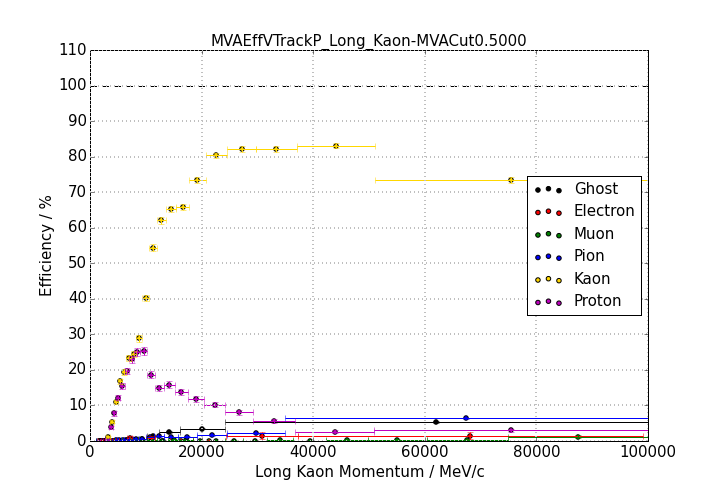 MVAEffVTrackP_Long_Kaon-MVACut0.5000
110
100
90
80
70
60
50
40
30
20
10
0
Efficiency / %
Ghost
Electron
Muon
Pion
Kaon
Proton
0 20000 40000 60000 80000 100000
Long Kaon Momentum / MeV/c